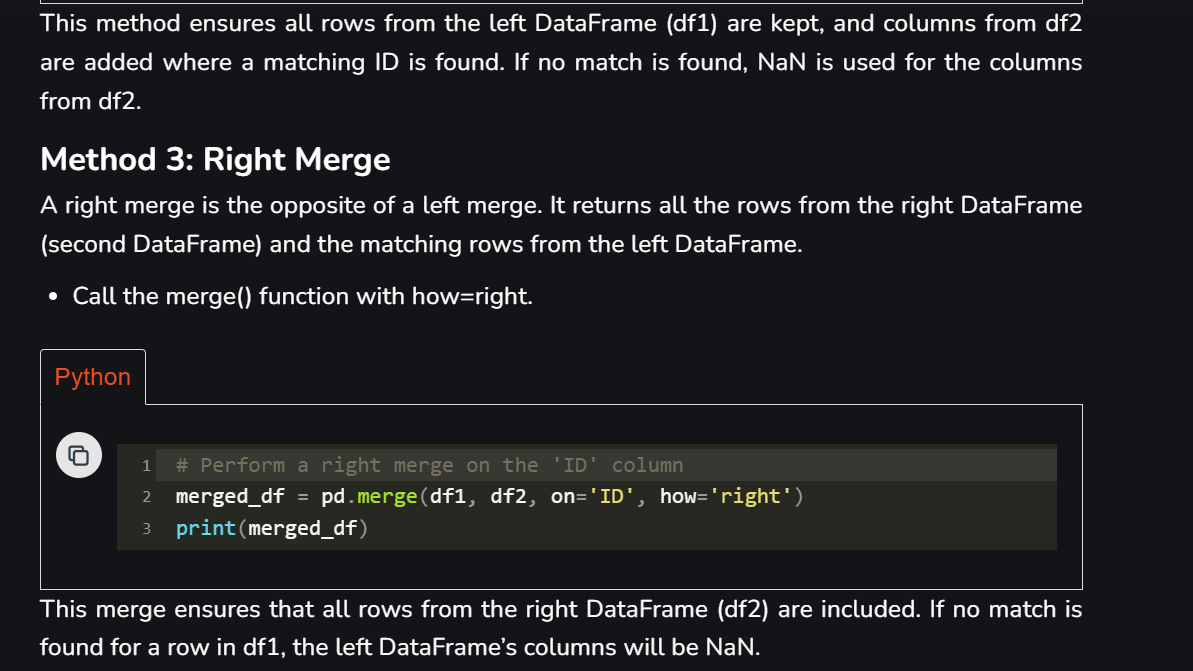 This method ensures all rows from the left DataFrame (df1) are kept, and columns from df2
are added where a matching ID is found. If no match is found, NaN is used for the columns
from df2.
Method 3: Right Merge
A right merge is the opposite of a left merge. It returns all the rows from the right DataFrame
(second DataFrame) and the matching rows from the left DataFrame.
• Call the merge() function with how=right.
Python
1 # Perform a right merge on the 'ID' column
2 merged_df = pd.merge(df1, df2, on='ID', how='right')
3 print(merged_df)
This merge ensures that all rows from the right DataFrame (df2) are included. If no match is
found for a row in df1, the left DataFrame’s columns will be NaN.